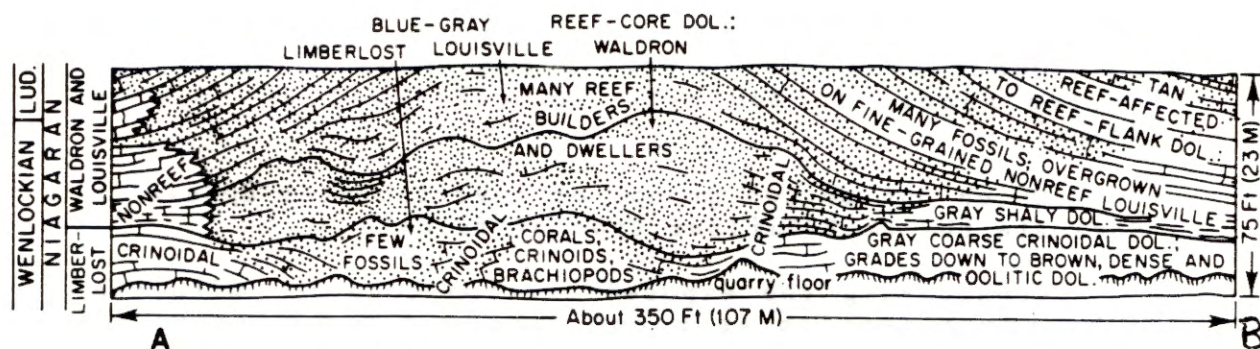 BLUE-GRAY REEF-CORE DOL.:
LIMBERLOST LOUISVILLE WALDRON
WENLOCKIAN LUD.
NIAGARAN
LIMBER-
LOST
WALDRON AND
LOUISVILLE
NONREEF
CRINOIDAL
MANY REEF
BUILDERS
AND DWELLERS
FEW
FOSSILS
CRINOIDAL
CORALS,
CRINOIDS,
BRACHIOPODS
CRINOIDAL
TAN
REEF-AFFECTED
TO REEF-FLANK DOL.:
MANY FOSSILS, OVERGROWN
ON FINE-GRAINED NONREEF LOUISVILLE
GRAY SHALY DOL.
GRAY COARSE CRINOIDAL DOL.;
GRADES DOWN TO BROWN, DENSE AND
OOLITIC DOL.
quarry floor
75 FT (23 M)
About 350 Ft (107 M)
A B